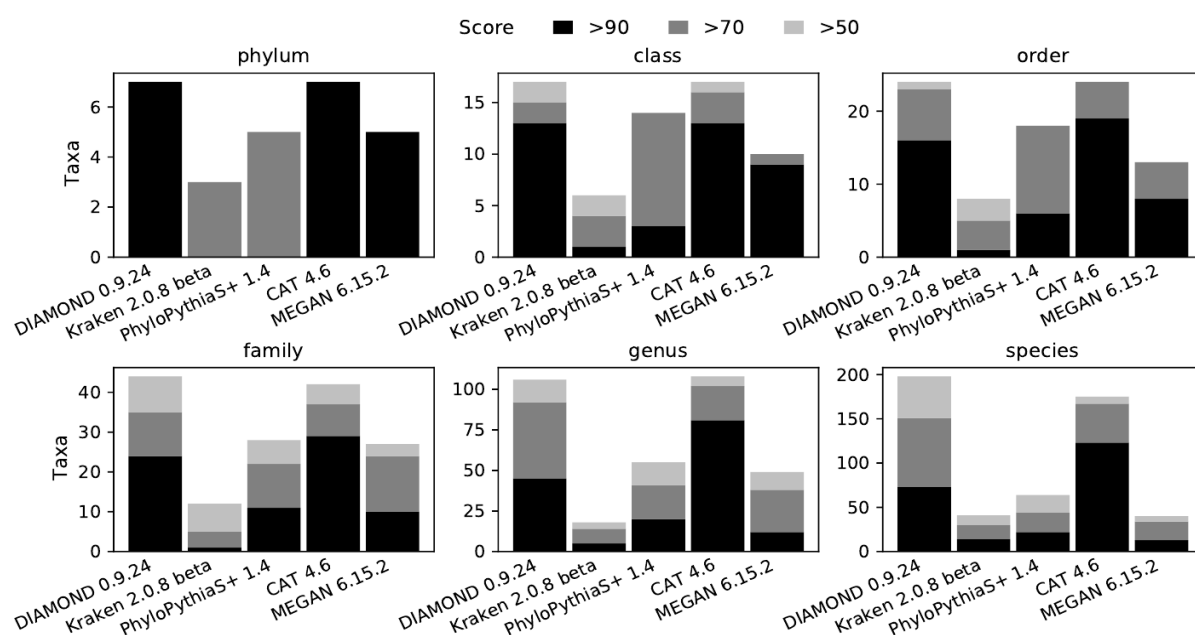 Score >90 >70 >50
phylum
class
order
Taxa
6
4
2
0
15
10
5
0
20
10
0
DIAMOND 0.9.24
Kraken 2.0.8 beta
PhyloPythiaS+ 1.4
CAT 4.6
MEGAN 6.15.2
DIAMOND 0.9.24
Kraken 2.0.8 beta
PhyloPythiaS+ 1.4
CAT 4.6
MEGAN 6.15.2
DIAMOND 0.9.24
Kraken 2.0.8 beta
PhyloPythiaS+ 1.4
CAT 4.6
MEGAN 6.15.2
family
genus
species
Taxa
40
30
20
10
0
100
75
50
25
0
200
150
100
50
0
DIAMOND 0.9.24
Kraken 2.0.8 beta
PhyloPythiaS+ 1.4
CAT 4.6
MEGAN 6.15.2
DIAMOND 0.9.24
Kraken 2.0.8 beta
PhyloPythiaS+ 1.4
CAT 4.6
MEGAN 6.15.2
DIAMOND 0.9.24
Kraken 2.0.8 beta
PhyloPythiaS+ 1.4
CAT 4.6
MEGAN 6.15.2